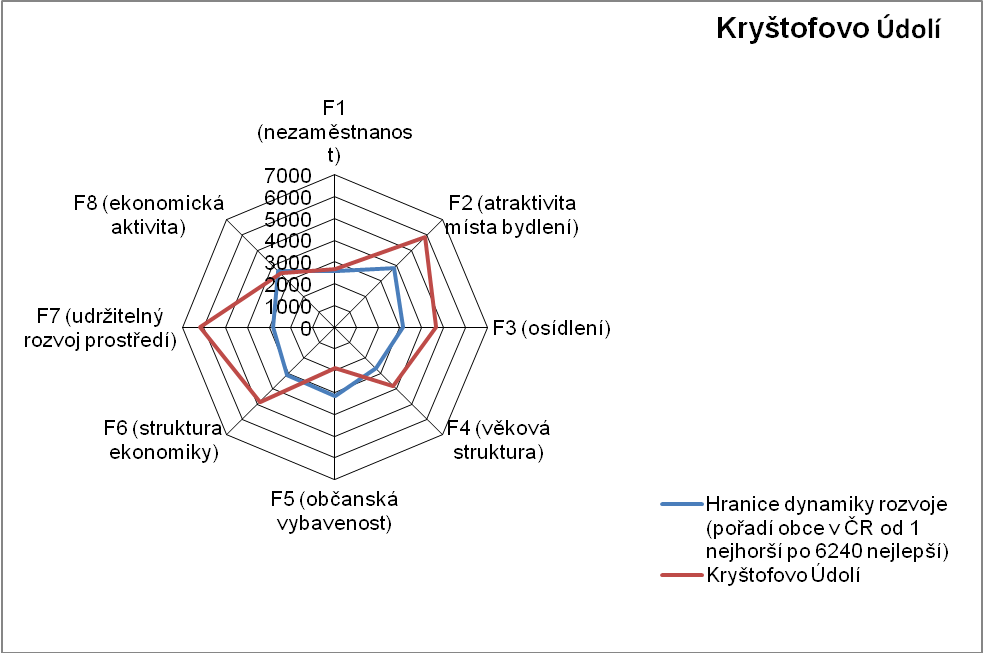 Kryštofovo Údolí
F1
(nezaměstnanos
t)
7000
6000
5000
4000
3000
2000
1000
0
F2 (atraktivita
místa bydlení)
F3 (osídlení)
F4 (věková
struktura)
F5 (občanská
vybavenost)
F6 (struktura
ekonomiky)
F7 (udržitelný
rozvoj prostředí)
F8 (ekonomická
aktivita)
Hranice dynamiky rozvoje
(pořadí obce v ČR od 1
nejhorší po 6240 nejlepší)
Kryštofovo Údolí